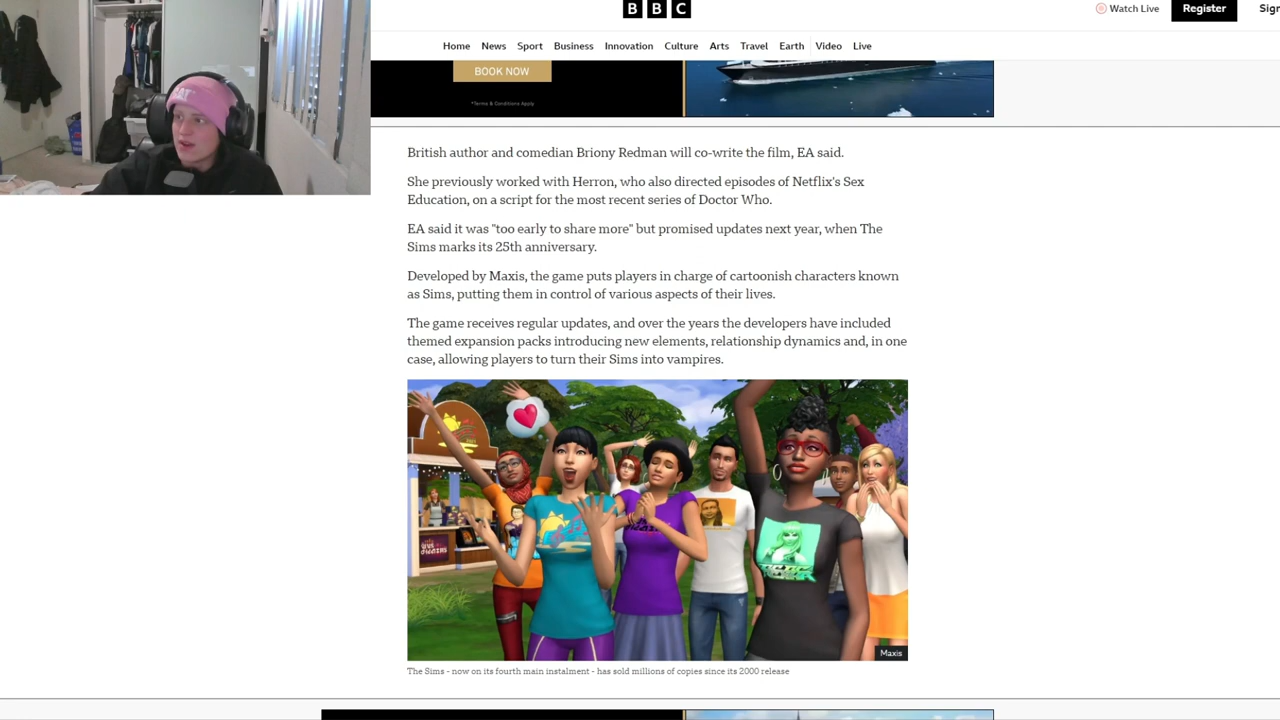 BBC
Watch Live
Register
Sign
Home News Sport Business Innovation Culture Arts Travel Earth Video Live
BOOK NOW
*Terms & Conditions Apply
British author and comedian Briony Redman will co-write the film, EA said.
She previously worked with Herron, who also directed episodes of Netflix's Sex
Education, on a script for the most recent series of Doctor Who.
EA said it was "too early to share more" but promised updates next year, when The
Sims marks its 25th anniversary.
Developed by Maxis, the game puts players in charge of cartoonish characters known
as Sims, putting them in control of various aspects of their lives.
The game receives regular updates, and over the years the developers have included
themed expansion packs introducing new elements, relationship dynamics and, in one
case, allowing players to turn their Sims into vampires.
Maxis
The Sims - now on its fourth main instalment - has sold millions of copies since its 2000 release